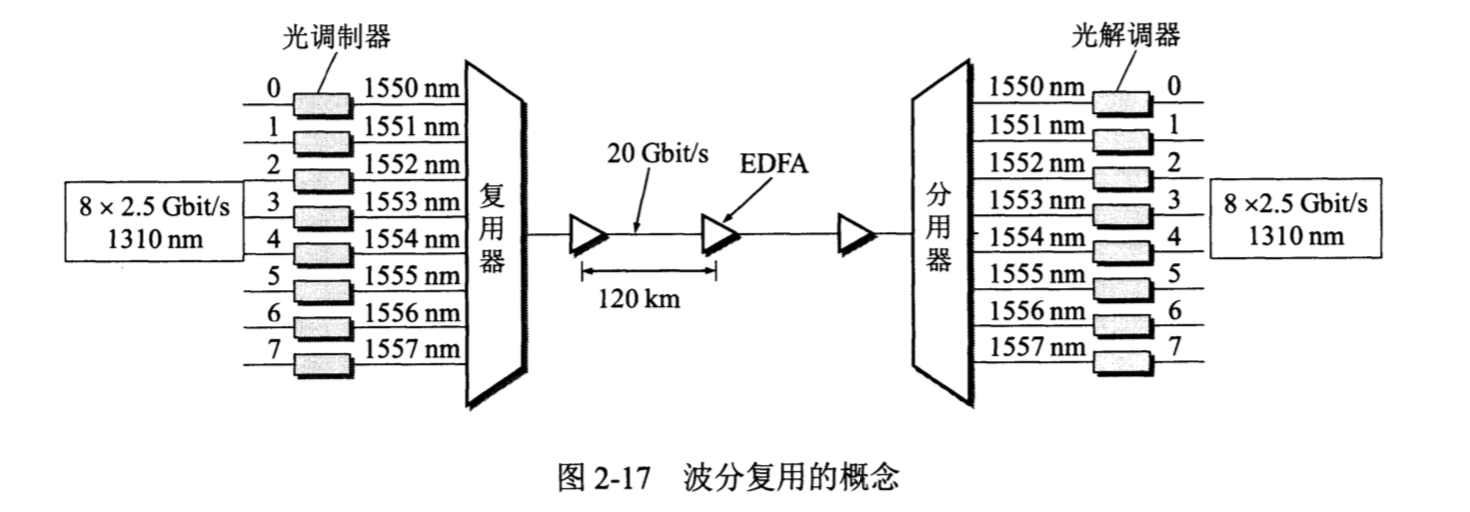 光调制器
光解调器
0
1550 nm
1
1551 nm
2
1552 nm
3
1553 nm
4
1554 nm
5
1555 nm
6
1556 nm
7
1557 nm
8 × 2.5 Gbit/s
1310 nm
复用器
20 Gbit/s
EDFA
120 km
分用器
1550 nm
0
1551 nm
1
1552 nm
2
1553 nm
3
1554 nm
4
1555 nm
5
1556 nm
6
1557 nm
7
8 ×2.5 Gbit/s
1310 nm
图 2-17 波分复用的概念